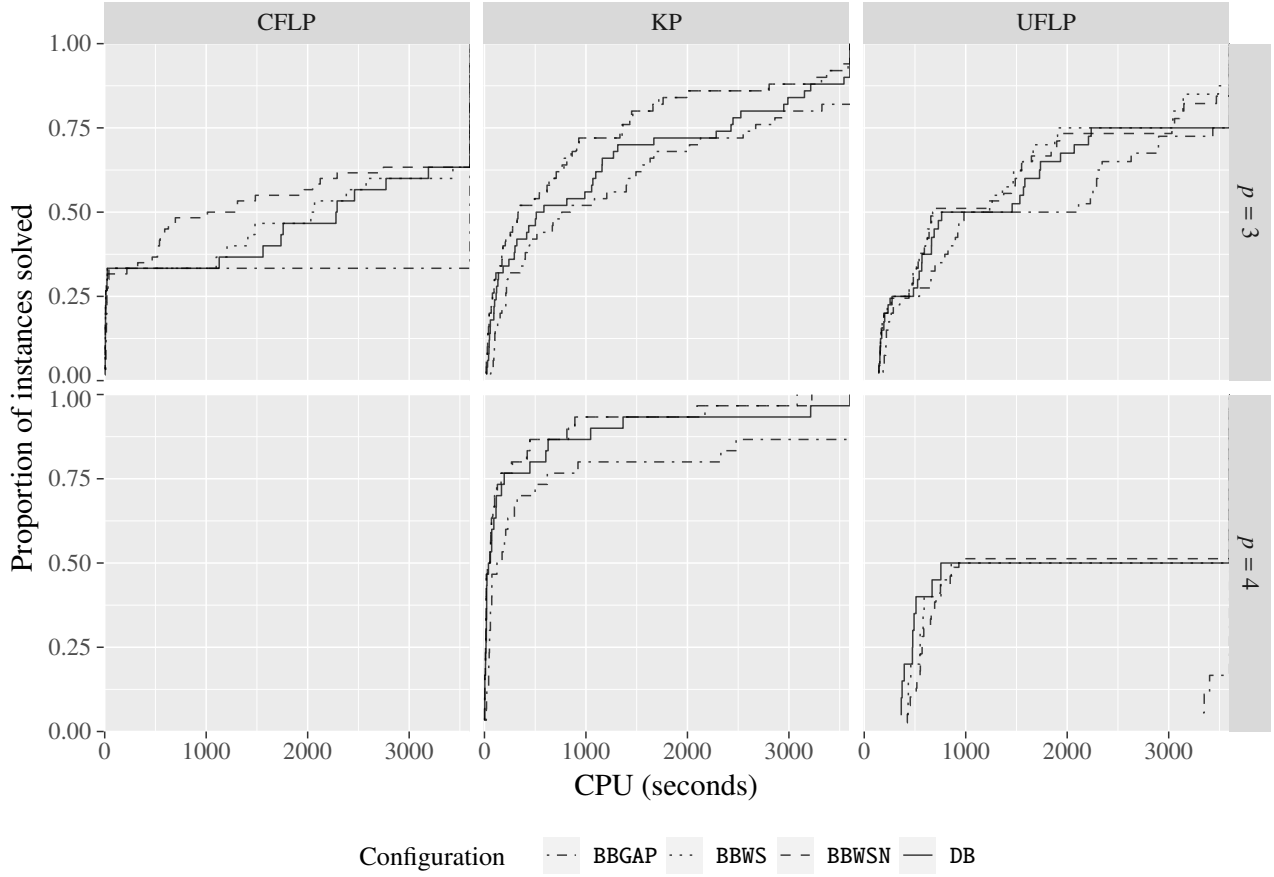 CFLP KP UFLP
Proportion of instances solved
1.00
0.75
0.50
0.25
0.00
p = 3
1.00
0.75
0.50
0.25
0.00
p = 4
0 1000 2000 3000 0 1000 2000 3000 0 1000 2000 3000
CPU (seconds)
Configuration BBGAP BBWS BBWSN DB